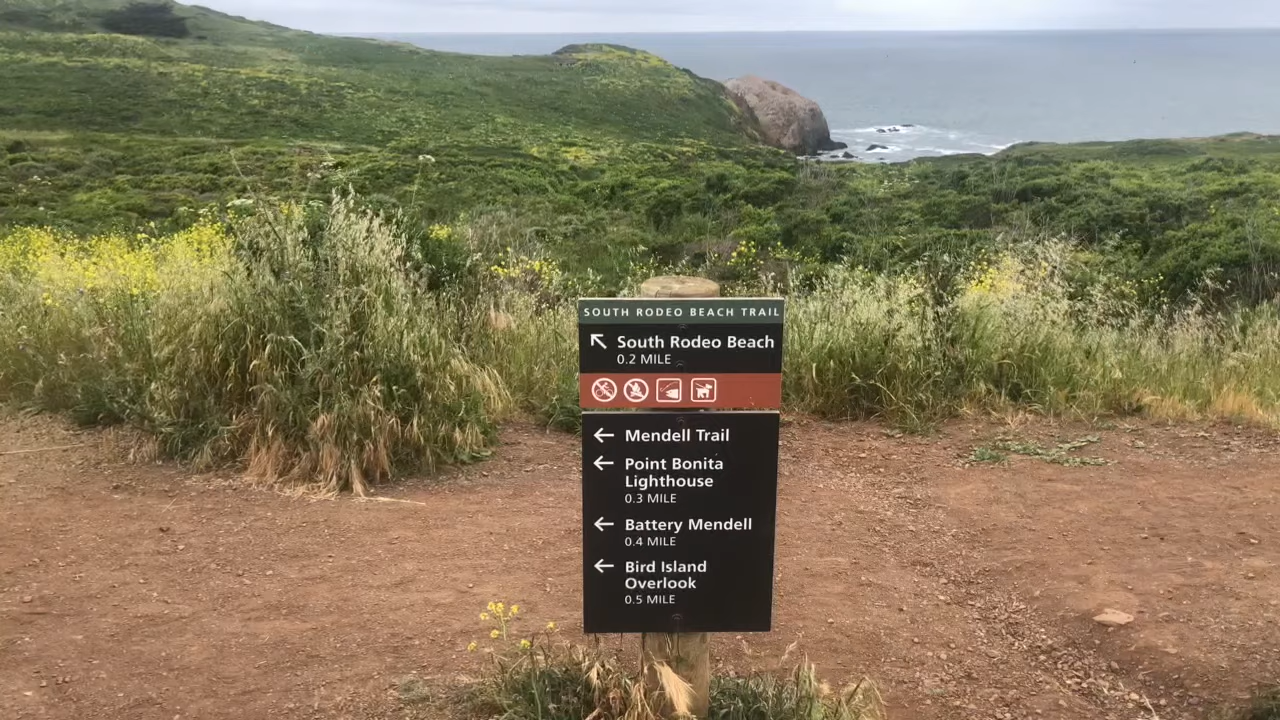 SOUTH RODEO BEACH TRAIL
South Rodeo Beach
0.2 MILE
Mendell Trail
Point Bonita
Lighthouse
0.3 MILE
Battery Mendell
0.4 MILE
Bird Island
Overlook
0.5 MILE